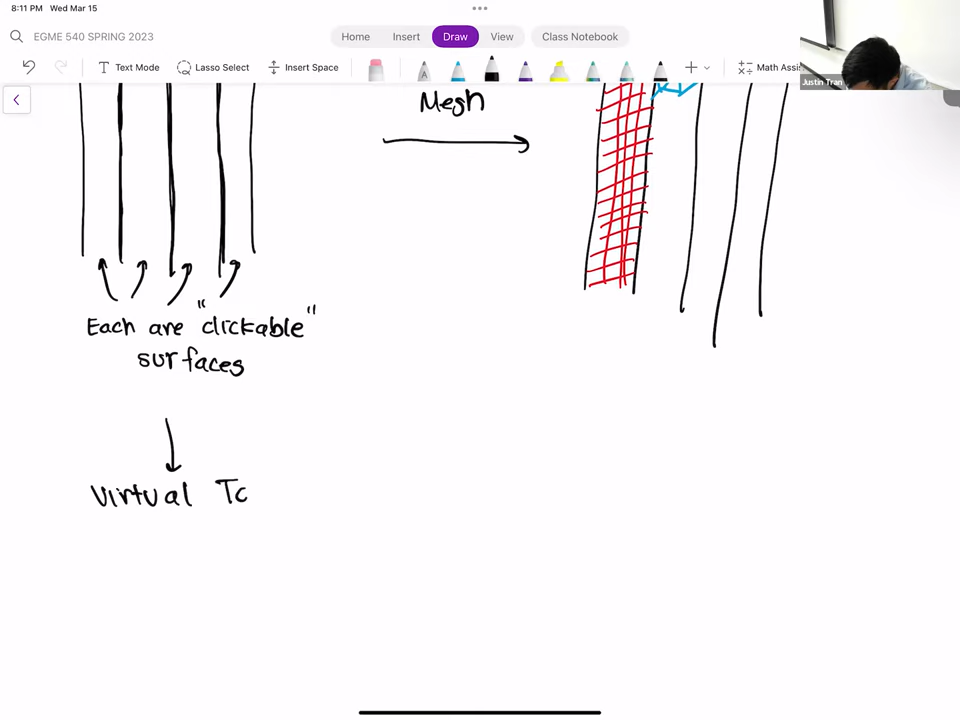 8:11 PM Wed Mar 15
EGME 540 SPRING 2023
Home Insert Draw View Class Notebook
Text Mode Lasso Select Insert Space
Math Assis
Justin Tran
Mesh
Each are "clickable"
surfaces
Virtual To